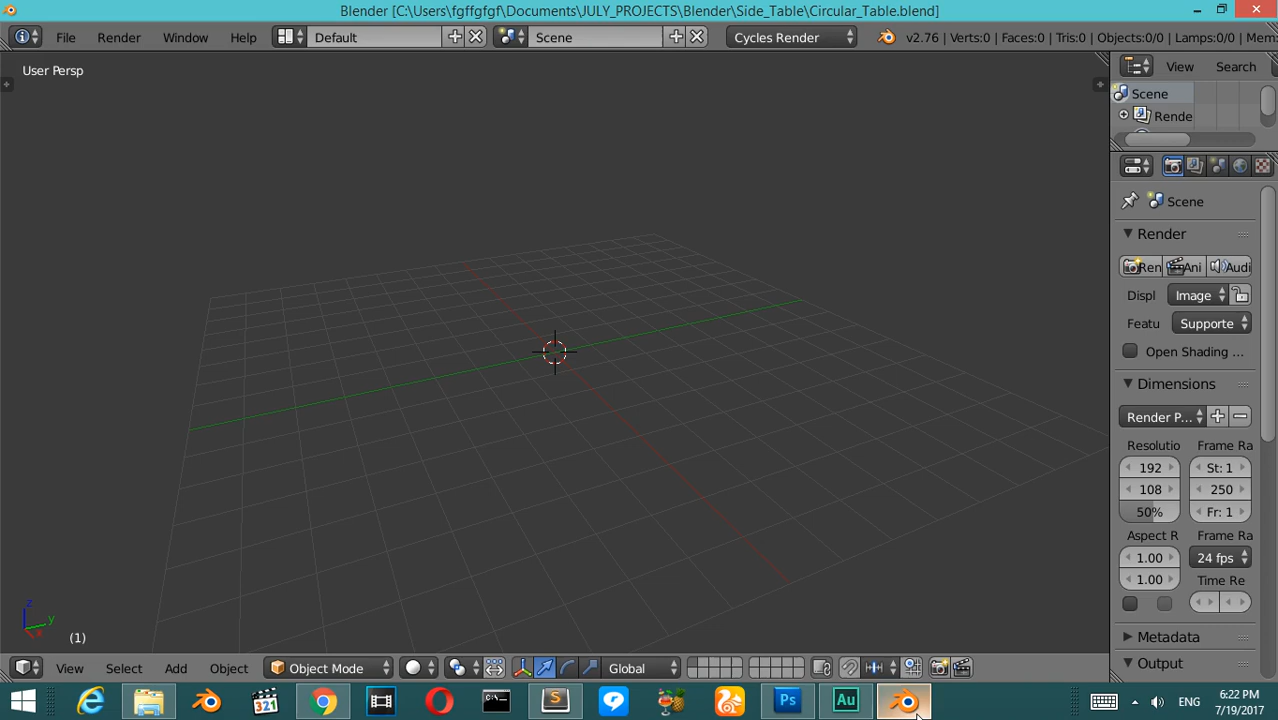 Blender [C:\Users\fgffgfgf\Documents\JULY_PROJECTS\Blender\Side_Table\Circular_Table.blend]
File Render Window Help Default Scene Cycles Render v2.76 | Verts:0 | Faces:0 | Tris:0 | Objects:0/0 | Lamps:0/0 | Mem:
User Persp
View Search
Scene
Rende
Scene
Render
Ren Ani Audi
Displ Image
Featu Supporte
Open Shading ...
Dimensions
Render P...
Resolutio Frame Ra
192 St: 1
108 250
50% Fr: 1
Aspect R Frame Ra
1.00 24 fps
1.00 Time Re
Metadata
Output
z
y
x
(1)
View Select Add Object Object Mode Global
321
S
Ps
Au
ENG
6:22 PM
7/19/2017